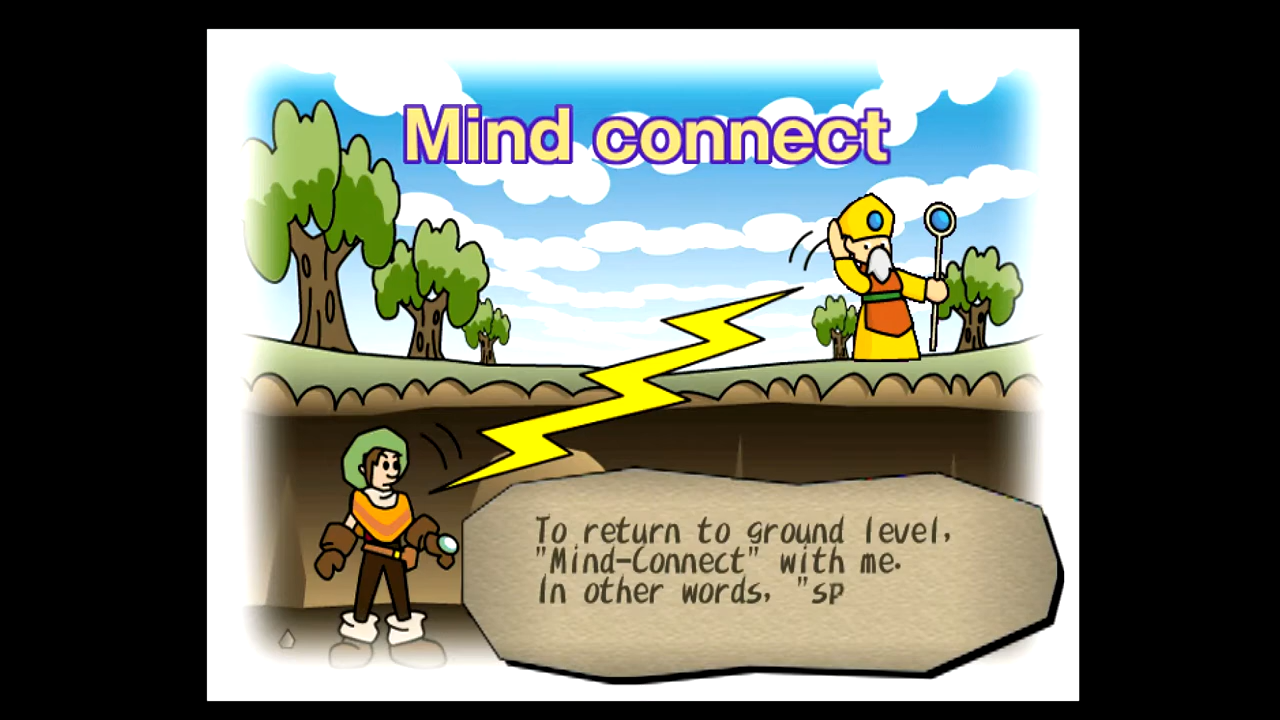 Mind connect
To return to ground level,
"Mind-Connect" with me.
In other words, "sp